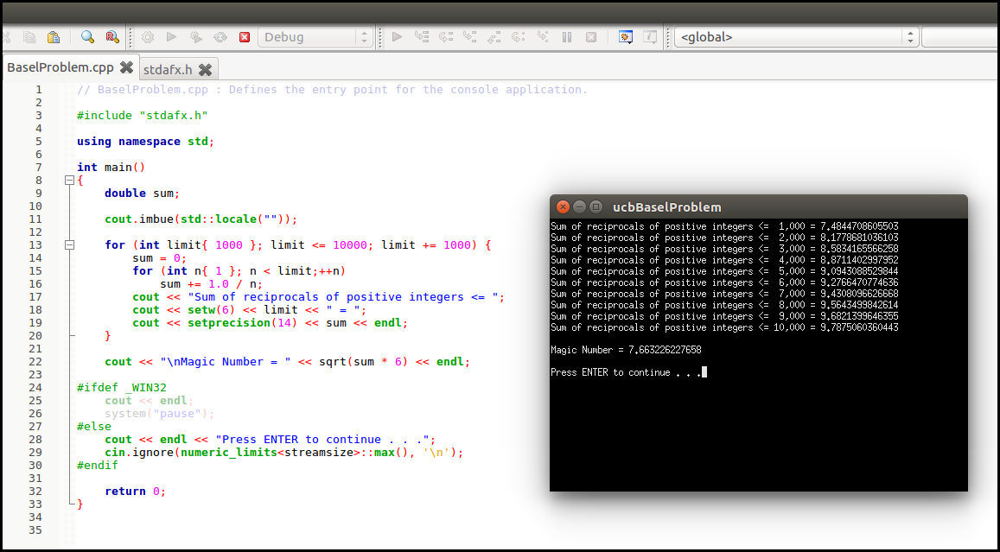 Debug
<global>
BaselProblem.cpp
stdafx.h
1 // BaselProblem.cpp : Defines the entry point for the console application.
2
3 #include "stdafx.h"
4
5 using namespace std;
6
7 int main()
8 {
9 double sum;
10
11 cout.imbue(std::locale(""));
12
13 for (int limit{ 1000 }; limit <= 10000; limit += 1000) {
14 sum = 0;
15 for (int n{ 1 }; n < limit;++n)
16 sum += 1.0 / n;
17 cout << "Sum of reciprocals of positive integers <= ";
18 cout << setw(6) << limit << " = ";
19 cout << setprecision(14) << sum << endl;
20 }
21
22 cout << "\nMagic Number = " << sqrt(sum * 6) << endl;
23
24 #ifdef _WIN32
25 cout << endl;
26 system("pause");
27 #else
28 cout << endl << "Press ENTER to continue . . .";
29 cin.ignore(numeric_limits<streamsize>::max(), '\n');
30 #endif
31
32 return 0;
33 }
34
35
ucbBaselProblem
Sum of reciprocals of positive integers <=  1,000 = 7.4844708605503
Sum of reciprocals of positive integers <=  2,000 = 8.1778681036103
Sum of reciprocals of positive integers <=  3,000 = 8.5834165566258
Sum of reciprocals of positive integers <=  4,000 = 8.8711402997952
Sum of reciprocals of positive integers <=  5,000 = 9.0943088529844
Sum of reciprocals of positive integers <=  6,000 = 9.2766470774636
Sum of reciprocals of positive integers <=  7,000 = 9.4308096626668
Sum of reciprocals of positive integers <=  8,000 = 9.5643499842614
Sum of reciprocals of positive integers <=  9,000 = 9.6821399646355
Sum of reciprocals of positive integers <= 10,000 = 9.7875060360443
Magic Number = 7.663226227658
Press ENTER to continue . . .